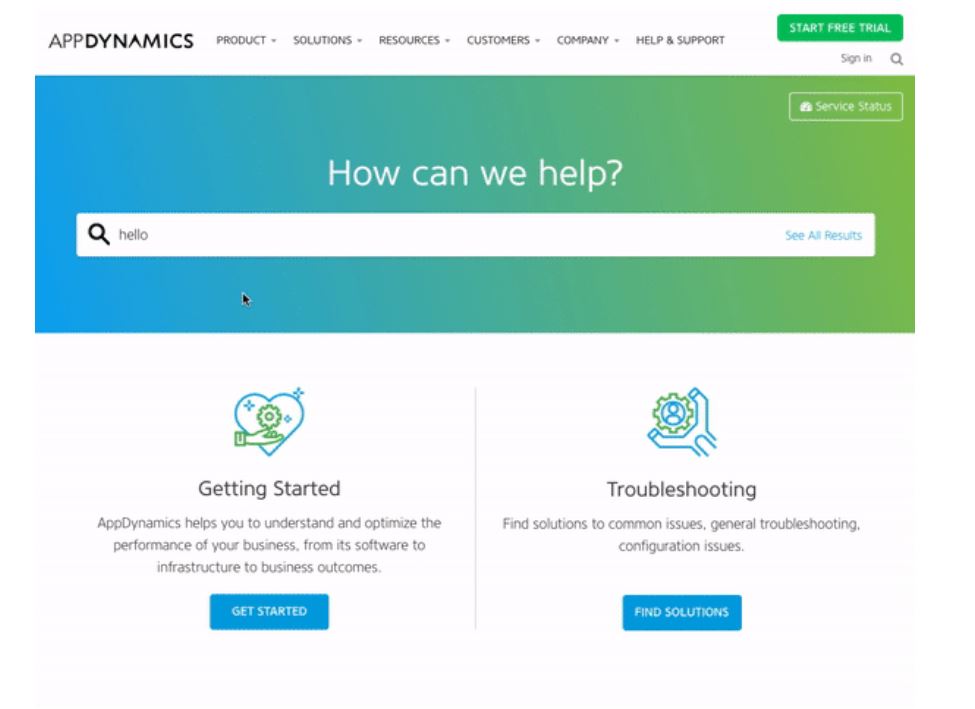 APPDYNAMICS PRODUCT SOLUTIONS RESOURCES CUSTOMERS COMPANY HELP & SUPPORT START FREE TRIAL
Sign in
Service Status
How can we help?
hello See All Results
Getting Started
AppDynamics helps you to understand and optimize the
performance of your business, from its software to
infrastructure to business outcomes.
GET STARTED
Troubleshooting
Find solutions to common issues, general troubleshooting,
configuration issues.
FIND SOLUTIONS